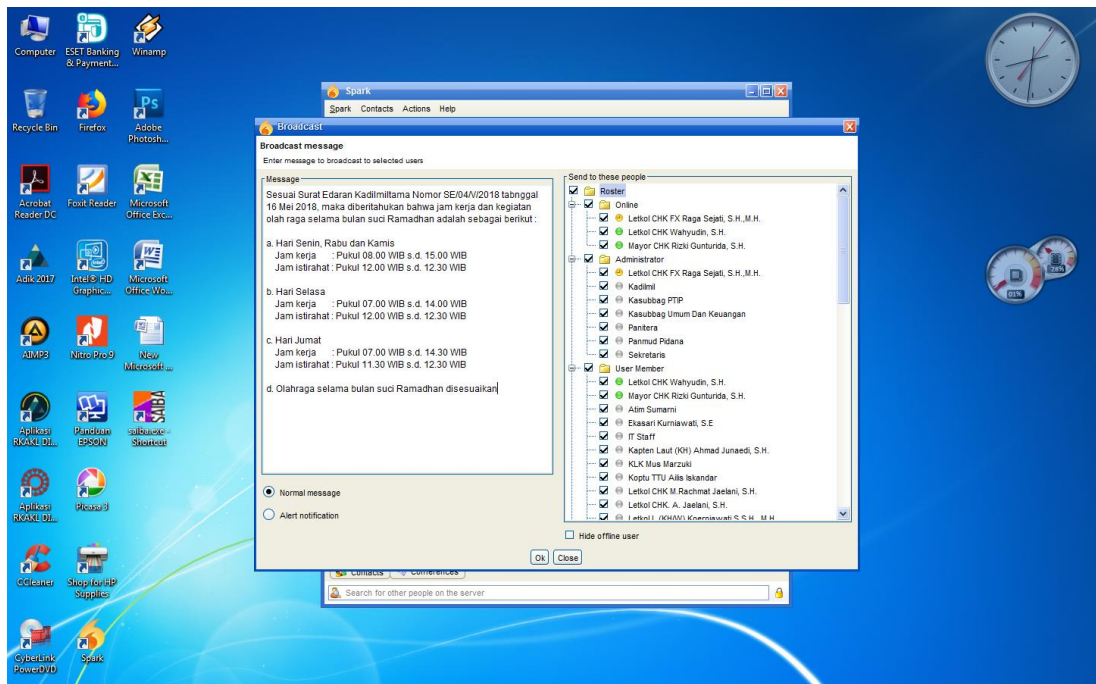 Computer
ESET Banking
& Payment...
Winamp
Recycle Bin
Firefox
Adobe
Photosh...
Acrobat
Reader DC
Foxit Reader
Microsoft
Office Exc...
Adik 2017
Intel® HD
Graphic...
Microsoft
Office Wo...
AIMP3
Nitro Pro 9
New
Microsoft ...
Aplikasi
RKAKL DI...
Panduan
EPSON
saiba.exe -
Shortcut
SAIBA
Aplikasi
RKAKL DI...
Picasa 3
CCleaner
Shop for HP
Supplies
CyberLink
PowerDVD
Spark
Ps
Spark
Spark Contacts Actions Help
Broadcast
Broadcast message
Enter message to broadcast to selected users
Message
Sesuai Surat Edaran Kadilmiltama Nomor SE/04/V/2018 tabnggal
16 Mei 2018, maka diberitahukan bahwa jam kerja dan kegiatan
olah raga selama bulan suci Ramadhan adalah sebagai berikut :
a. Hari Senin, Rabu dan Kamis
Jam kerja : Pukul 08.00 WIB s.d. 15.00 WIB
Jam istirahat : Pukul 12.00 WIB s.d. 12.30 WIB
b. Hari Selasa
Jam kerja : Pukul 07.00 WIB s.d. 14.00 WIB
Jam istirahat : Pukul 12.00 WIB s.d. 12.30 WIB
c. Hari Jumat
Jam kerja : Pukul 07.00 WIB s.d. 14.30 WIB
Jam istirahat : Pukul 11.30 WIB s.d. 12.30 WIB
d. Olahraga selama bulan suci Ramadhan disesuaikan
Normal message
Alert notification
Send to these people
Roster
Online
Letkol CHK FX Raga Sejati, S.H.,M.H.
Letkol CHK Wahyudin, S.H.
Mayor CHK Rizki Gunturida, S.H.
Administrator
Letkol CHK FX Raga Sejati, S.H.,M.H.
Kadilmil
Kasubbag PTIP
Kasubbag Umum Dan Keuangan
Panitera
Panmud Pidana
Sekretaris
User Member
Letkol CHK Wahyudin, S.H.
Mayor CHK Rizki Gunturida, S.H.
Atim Sumarni
Ekasari Kurniawati, S.E
IT Staff
Kapten Laut (KH) Ahmad Junaedi, S.H.
KLK Mus Marzuki
Koptu TTU Ailis Iskandar
Letkol CHK M.Rachmat Jaelani, S.H.
Letkol CHK. A. Jaelani, S.H.
Letkol L (KH/W) Koerniawati S,S.H., M.H
Hide offline user
Ok Close
Contacts Conferences
Search for other people on the server
01%
28%